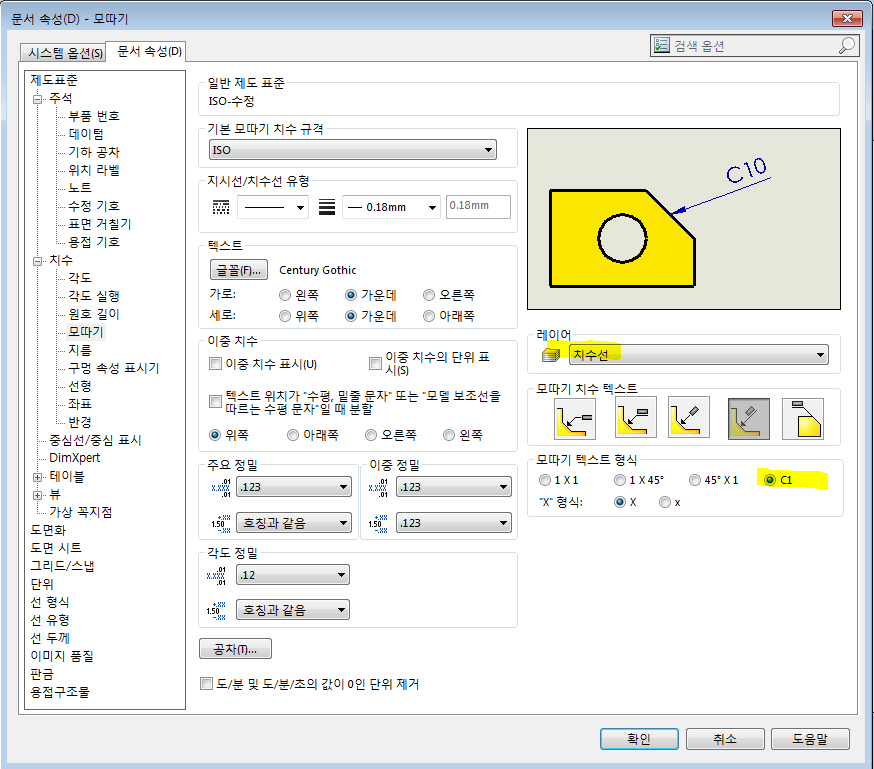 문서 속성(D) - 모따기
시스템 옵션(S)
문서 속성(D)
검색 옵션
제도표준
주석
부품 번호
데이텀
기하 공차
위치 라벨
노트
수정 기호
표면 거칠기
용접 기호
치수
각도
각도 실행
원호 길이
모따기
지름
구멍 속성 표시기
선형
좌표
반경
중심선/중심 표시
DimXpert
테이블
뷰
가상 꼭지점
도면화
도면 시트
그리드/스냅
단위
선 형식
선 유형
선 두께
이미지 품질
판금
용접구조물
일반 제도 표준
ISO-수정
기본 모따기 치수 규격
ISO
지시선/치수선 유형
0.18mm
0.18mm
텍스트
글꼴(F)...
Century Gothic
가로:
왼쪽
가운데
오른쪽
세로:
위쪽
가운데
아래쪽
이중 치수
이중 치수 표시(U)
이중 치수의 단위 표
시(S)
텍스트 위치가 "수평, 밑줄 문자" 또는 "모델 보조선을
따르는 수평 문자"일 때 분할
위쪽
아래쪽
오른쪽
왼쪽
주요 정밀
.123
호칭과 같음
이중 정밀
.123
.123
각도 정밀
.12
호칭과 같음
공차(T)...
도/분 및 도/분/초의 값이 0인 단위 제거
C10
레이어
치수선
모따기 치수 텍스트
모따기 텍스트 형식
1 X 1
1 X 45°
45° X 1
C1
"X" 형식:
X
x
확인
취소
도움말